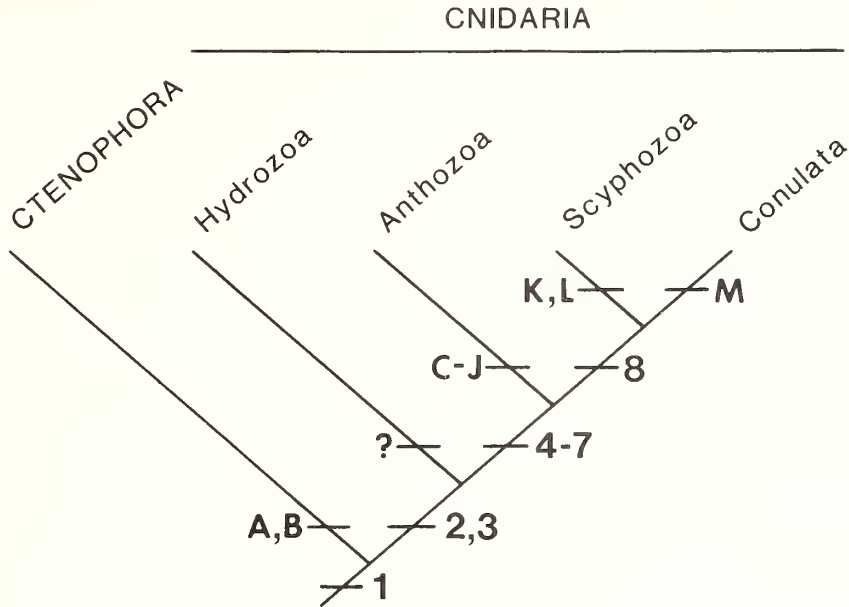 CNIDARIA
CTENOPHORA
Hydrozoa
Anthozoa
Scyphozoa
Conulata
K,L
M
C-J
8
?
4-7
A,B
2,3
1